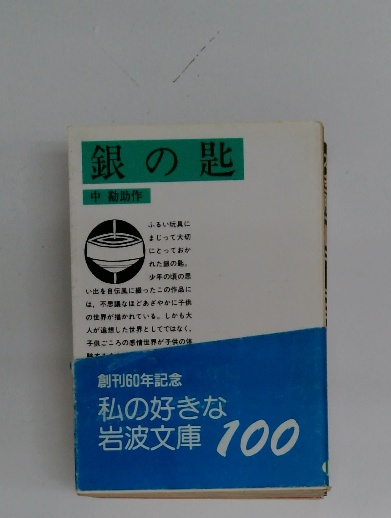 銀の匙
中 勘助作
ふるい玩具に
まじって大切
にとっておか
れた銀の匙。
少年の頃の思
い出を自伝風に綴ったこの作品に
は、不思議なほどあざやかに子供
の世界が描かれている。しかも大
人が追想した世界としてではなく、
子供ごころの感情世界が子供の体
創刊60年記念
私の好きな
岩波文庫 100